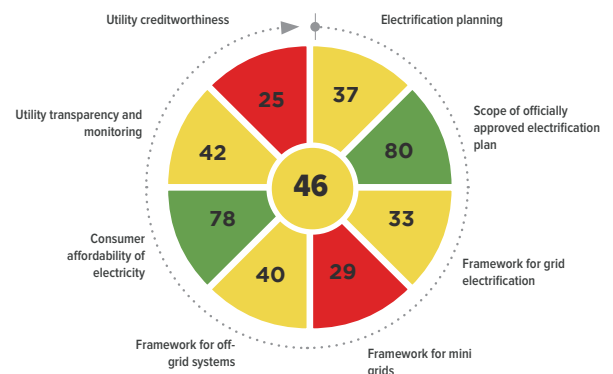 Utility creditworthiness
Electrification planning
25
37
Utility transparency and
monitoring
Scope of officially
approved electrification
plan
42
80
46
78
33
Consumer
affordability of
electricity
Framework for grid
electrification
40
29
Framework for off-
grid systems
Framework for mini
grids